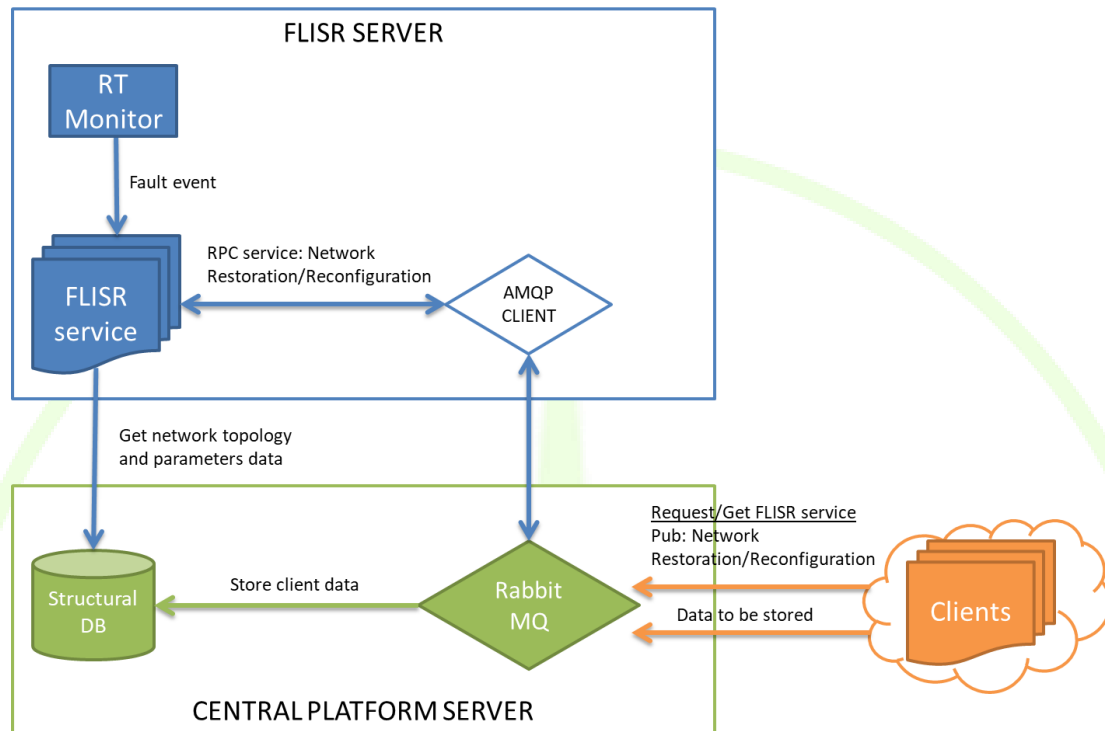 FLISR SERVER
RT
Monitor
Fault event
RPC service: Network
Restoration/Reconfiguration
FLISR
service
AMQP
CLIENT
Get network topology
and parameters data
Request/Get FLISR service
Pub: Network
Restoration/Reconfiguration
Structural
DB
Store client data
Rabbit
MQ
Data to be stored
Clients
CENTRAL PLATFORM SERVER